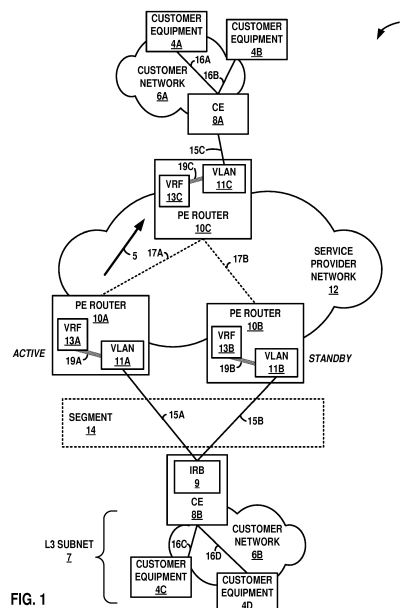 CUSTOMER
EQUIPMENT
4A
CUSTOMER
EQUIPMENT
4B
16A
16B
CUSTOMER
NETWORK
6A
CE
8A
15C
19C
VLAN
11C
VRF
13C
PE ROUTER
10C
17A
17B
5
SERVICE
PROVIDER
NETWORK
12
PE ROUTER
10A
VRF
13A
19A
VLAN
11A
ACTIVE
PE ROUTER
10B
VRF
13B
19B
VLAN
11B
STANDBY
SEGMENT
14
15A
15B
IRB
9
CE
8B
L3 SUBNET
7
16C
16D
CUSTOMER
NETWORK
6B
CUSTOMER
EQUIPMENT
4C
CUSTOMER
EQUIPMENT
4D
FIG. 1